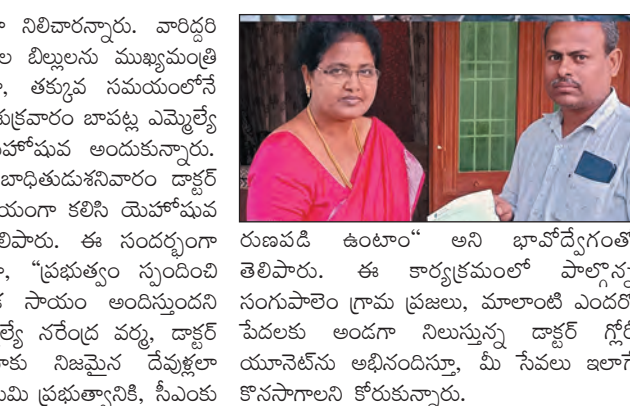 నిలిచారన్నారు. వారిద్దరి
బిల్లులను ముఖ్యమంత్రి
తక్కువ సమయంలోనే
బాపట్ల ఎమ్మెల్యే
అందుకున్నారు.
బాధితుడుశనివారం డాక్టర్
కలిసి యెహోషువ
ఈ సందర్భంగా
“ప్రభుత్వం స్పందించి
సాయం అందిస్తుందని
నరేంద్ర వర్మ, డాక్టర్
నిజమైన దేవుళ్లలా
ప్రభుత్వానికి, సీఎంకు
రుణపడి ఉంటాం“ అని భావోద్వేగంతో
తెలిపారు. ఈ కార్యక్రమంలో పాల్గొన్న
సంగుపాలెం గ్రామ ప్రజలు, మాలాంటి ఎందరో
పేదలకు అండగా నిలుస్తున్న డాక్టర్ గ్లోరీ
యూనెట్‌ను అభినందిస్తూ, మీ సేవలు ఇలాగే
కొనసాగాలని కోరుకున్నారు.